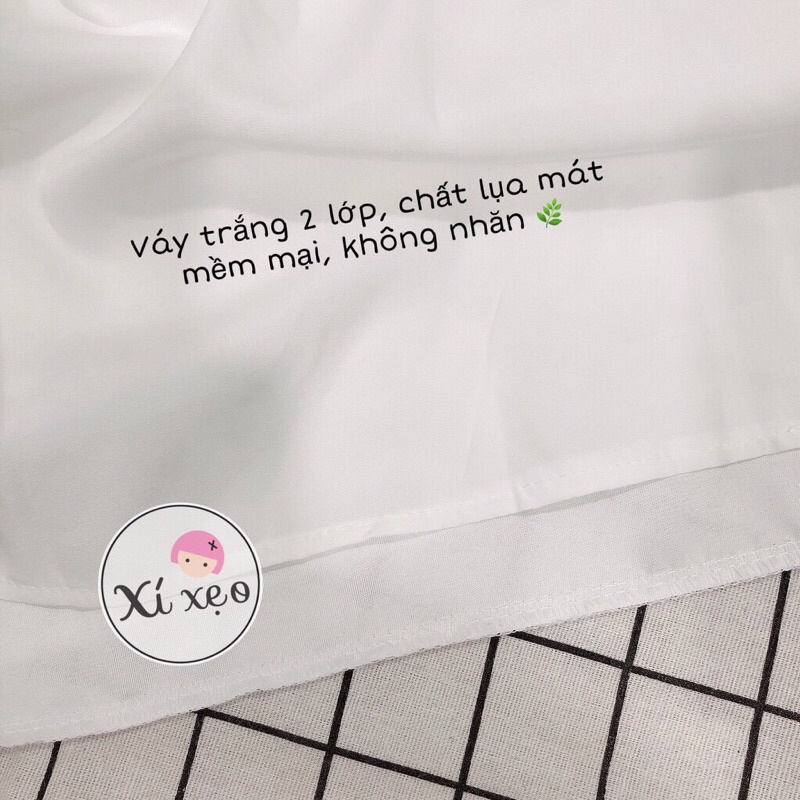 Váy trắng 2 lớp, chất lụa mát
mềm mại, không nhăn 🌿
Xí xẹo